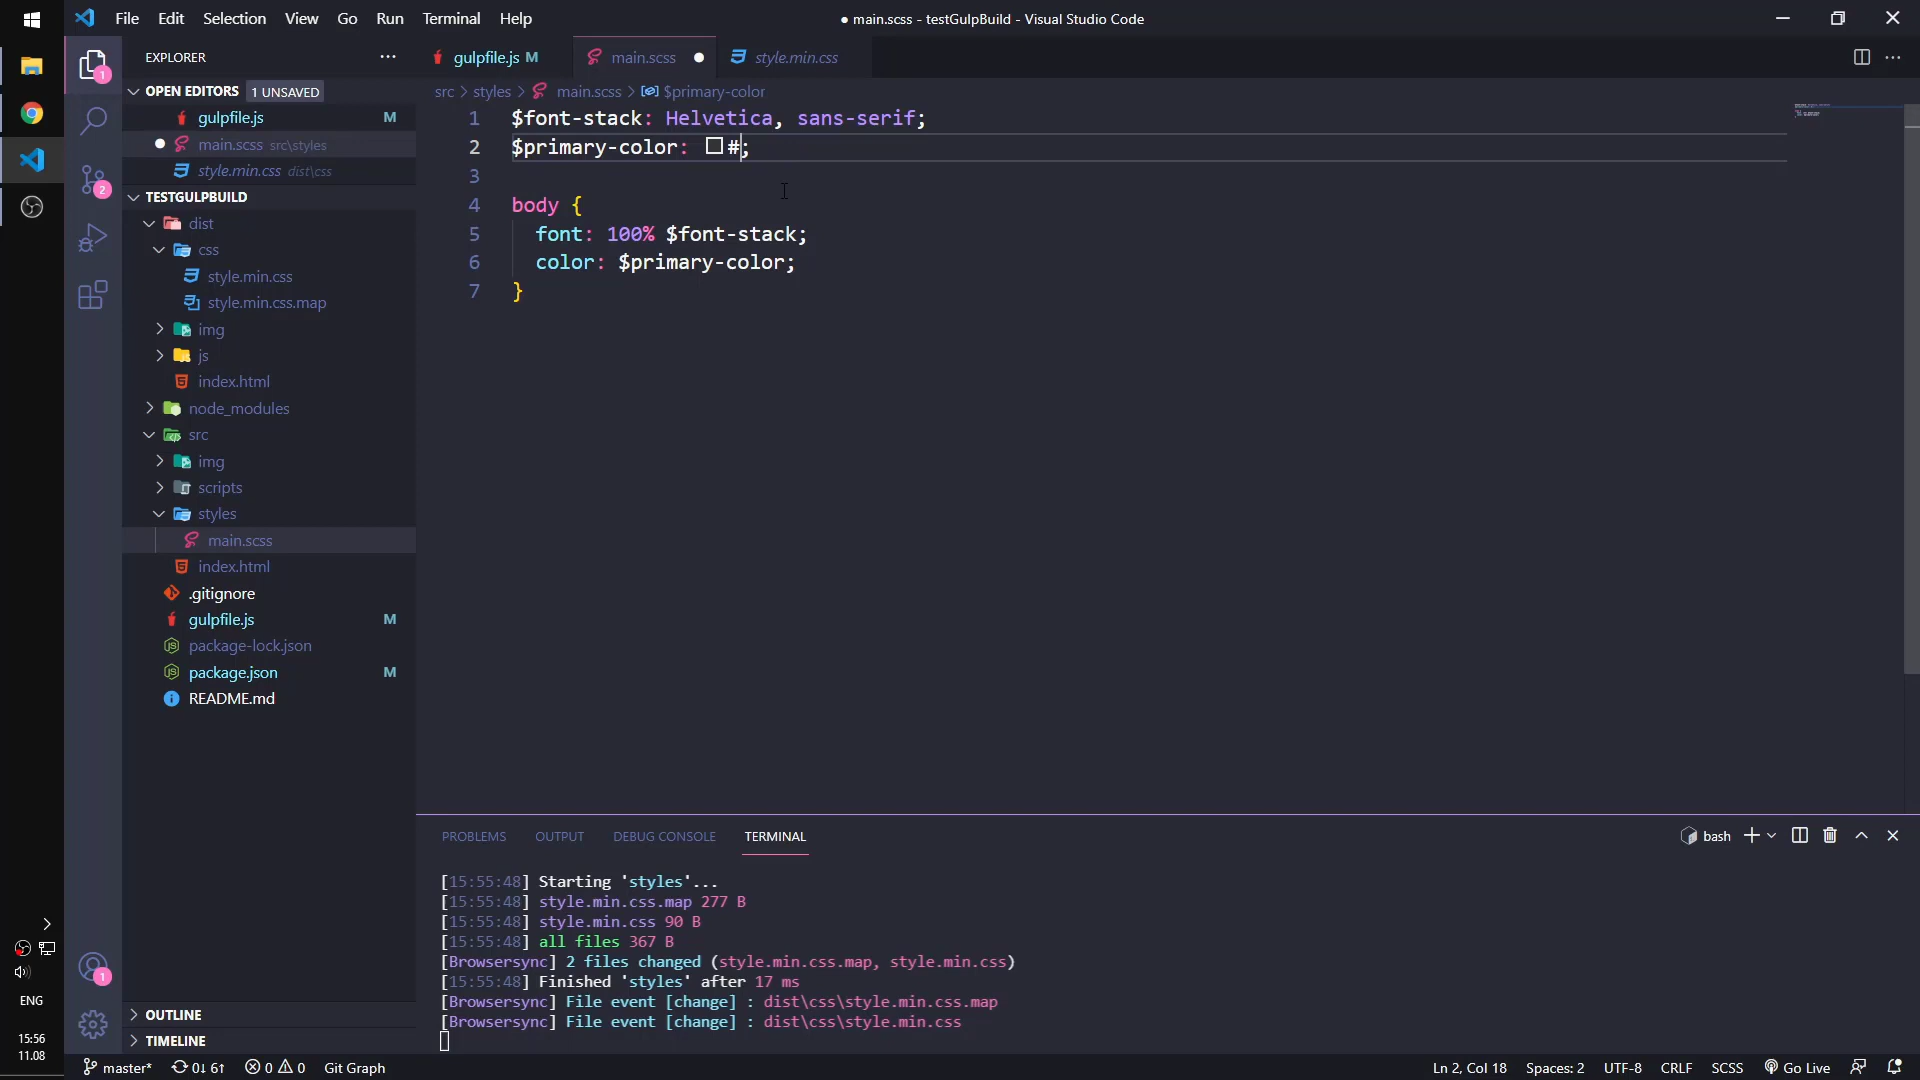 File Edit Selection View Go Run Terminal Help
● main.scss - testGulpBuild - Visual Studio Code
EXPLORER
gulpfile.js M
main.scss
style.min.css
OPEN EDITORS 1 UNSAVED
gulpfile.js M
main.scss src\styles
style.min.css dist\css
TESTGULPBUILD
dist
css
style.min.css
style.min.css.map
img
js
index.html
node_modules
src
img
scripts
styles
main.scss
index.html
.gitignore
gulpfile.js M
package-lock.json
package.json M
README.md
OUTLINE
TIMELINE
src > styles > main.scss > $primary-color
1 $font-stack: Helvetica, sans-serif;
2 $primary-color: #;
3
4 body {
5 font: 100% $font-stack;
6 color: $primary-color;
7 }
PROBLEMS OUTPUT DEBUG CONSOLE TERMINAL
bash
[15:55:48] Starting 'styles'...
[15:55:48] style.min.css.map 277 B
[15:55:48] style.min.css 90 B
[15:55:48] all files 367 B
[Browsersync] 2 files changed (style.min.css.map, style.min.css)
[15:55:48] Finished 'styles' after 17 ms
[Browsersync] File event [change] : dist\css\style.min.css.map
[Browsersync] File event [change] : dist\css\style.min.css
1
2
1
ENG
15:56
11.08
master* 0↓ 6↑ 0 0 Git Graph
Ln 2, Col 18 Spaces: 2 UTF-8 CRLF SCSS Go Live